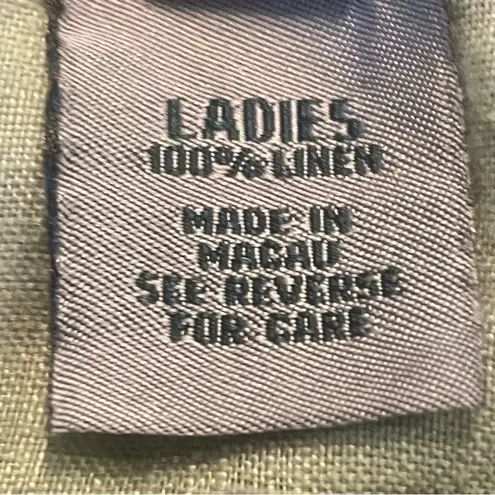 LADIES
100% LINEN
MADE IN
MACAU
SEE REVERSE
FOR CARE